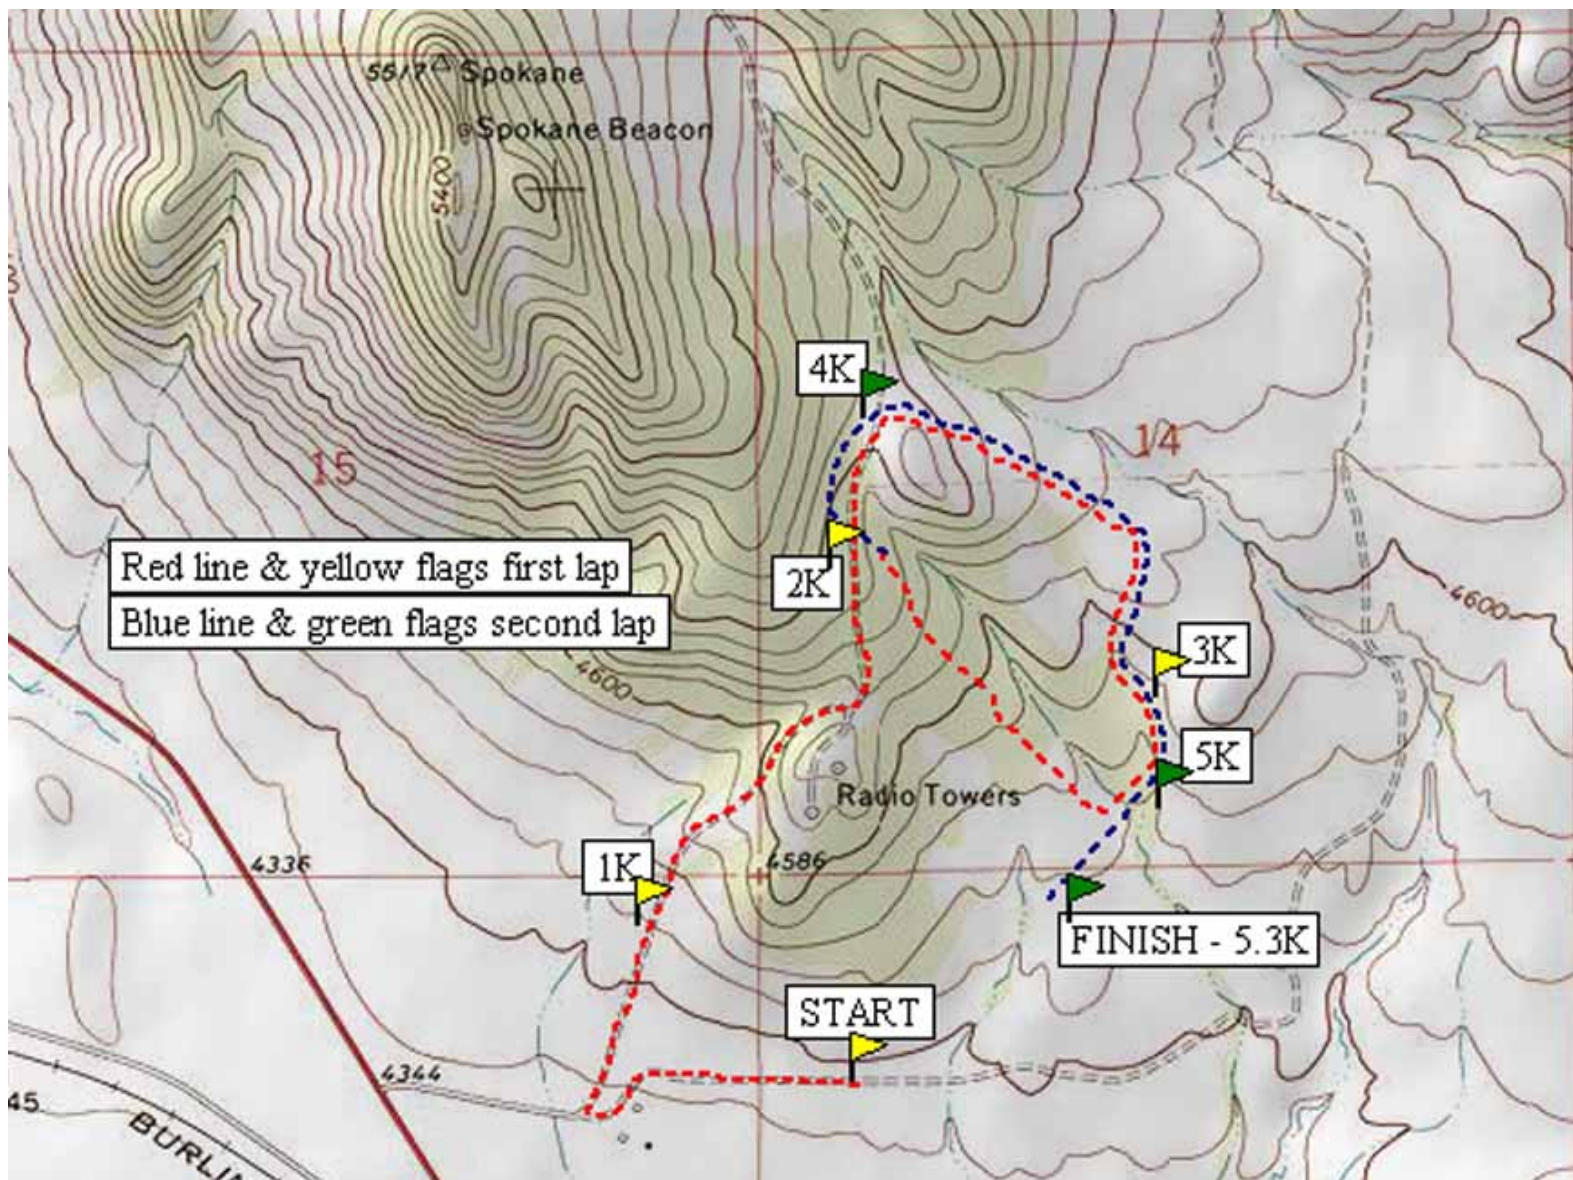 5517 Spokane
Spokane Beacon
5400
4K
15
14
Red line & yellow flags first lap
2K
Blue line & green flags second lap
4600
3K
4600
5K
Radio Towers
4336
1K
4586
FINISH - 5.3K
START
4344
45
BURLIN